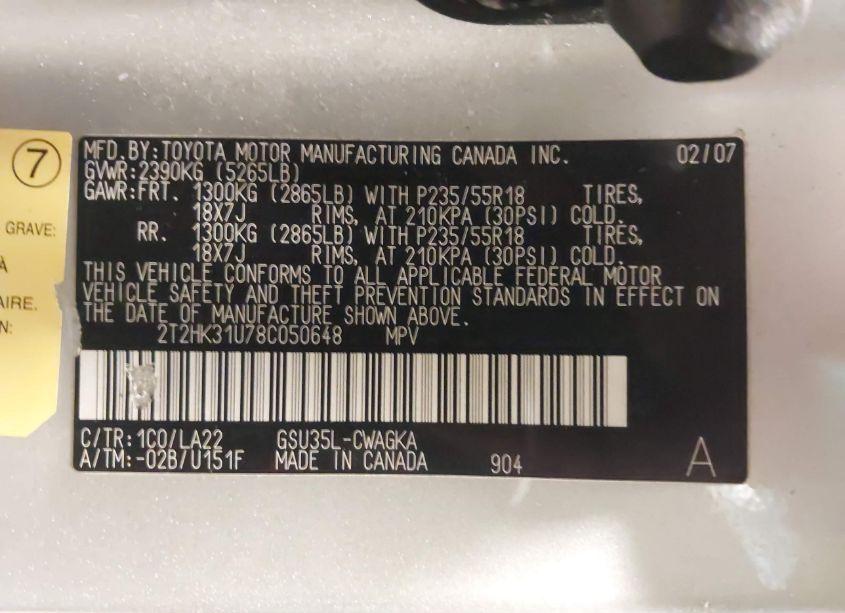 7
GRAVE:
À
AIRE.
N:
MFD.BY:TOYOTA MOTOR MANUFACTURING CANADA INC. 02/07
GVWR:2390KG (5265LB)
GAWR:FRT. 1300KG (2865LB) WITH P235/55R18 TIRES,
18X7J RIMS, AT 210KPA (30PSI) COLD.
RR. 1300KG (2865LB) WITH P235/55R18 TIRES,
18X7J RIMS, AT 210KPA (30PSI) COLD.
THIS VEHICLE CONFORMS TO ALL APPLICABLE FEDERAL MOTOR
VEHICLE SAFETY AND THEFT PREVENTION STANDARDS IN EFFECT ON
THE DATE OF MANUFACTURE SHOWN ABOVE.
2T2HK31U78C050648 MPV
C/TR:1C0/LA22 GSU35L-CWAGKA
A/TM:-02B/U151F MADE IN CANADA 904 A